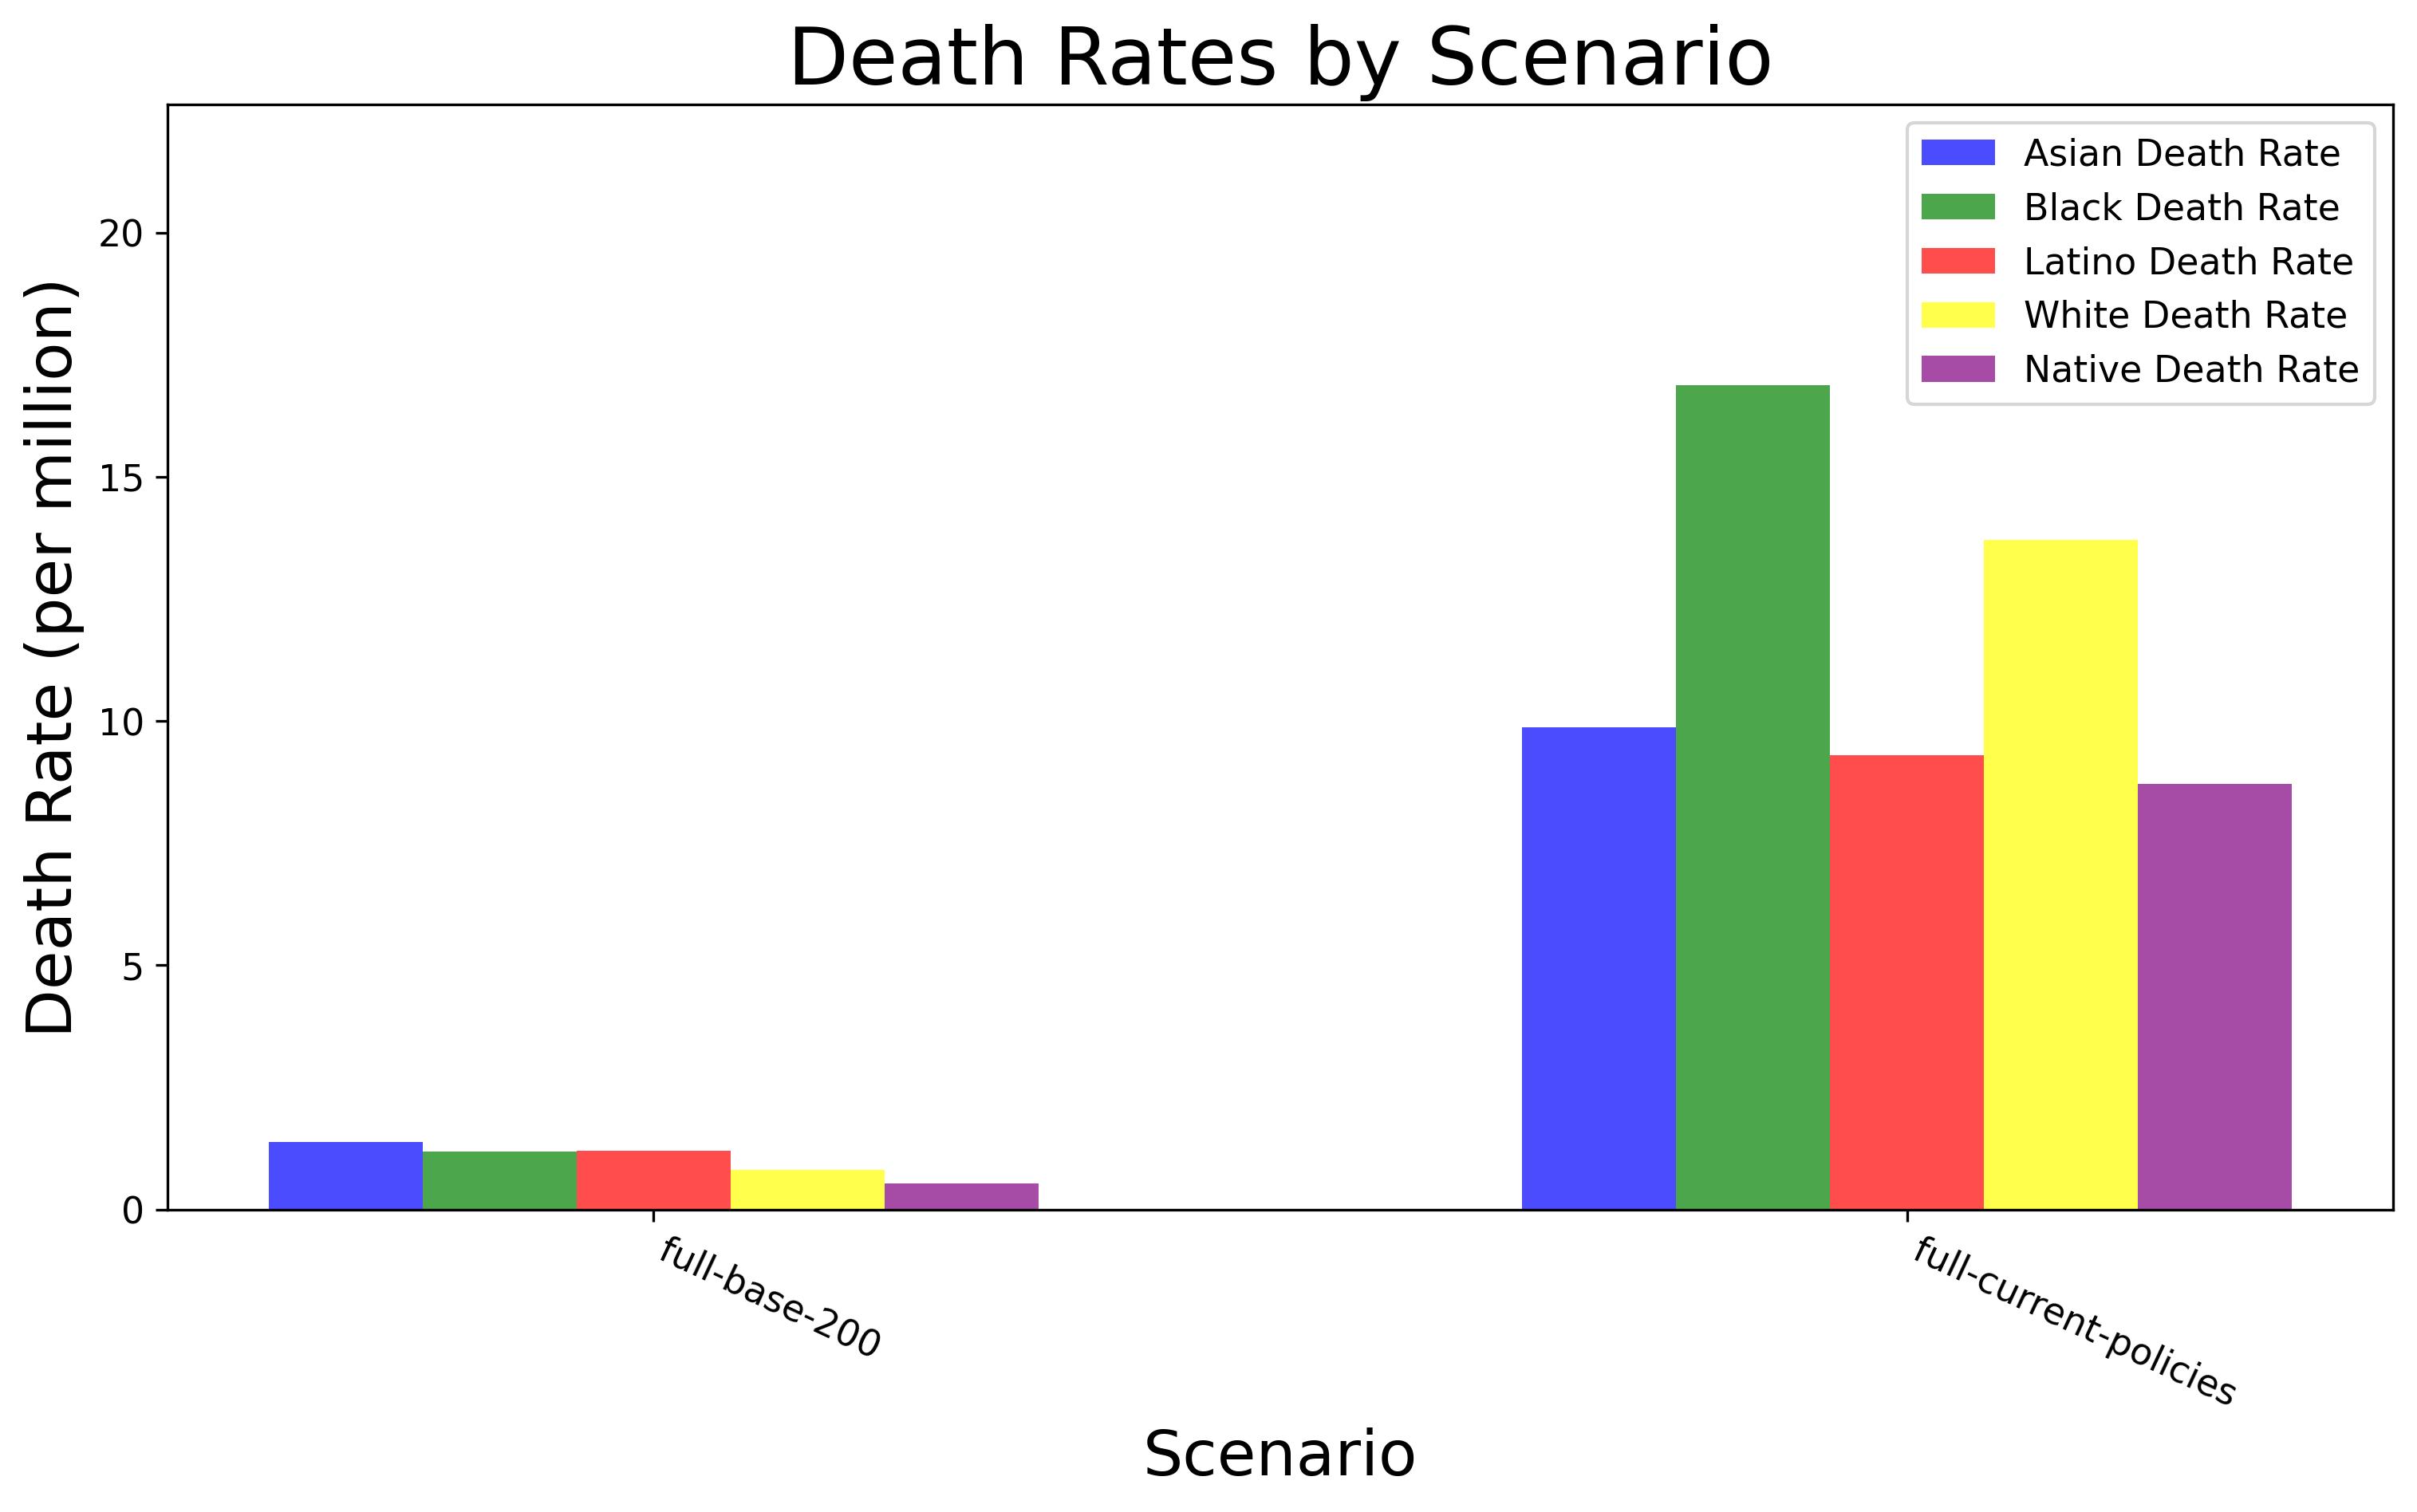 Death Rates by Scenario
Death Rate (per million)
20
15
10
5
0
Asian Death Rate
Black Death Rate
Latino Death Rate
White Death Rate
Native Death Rate
full-base-200
full-current-policies
Scenario